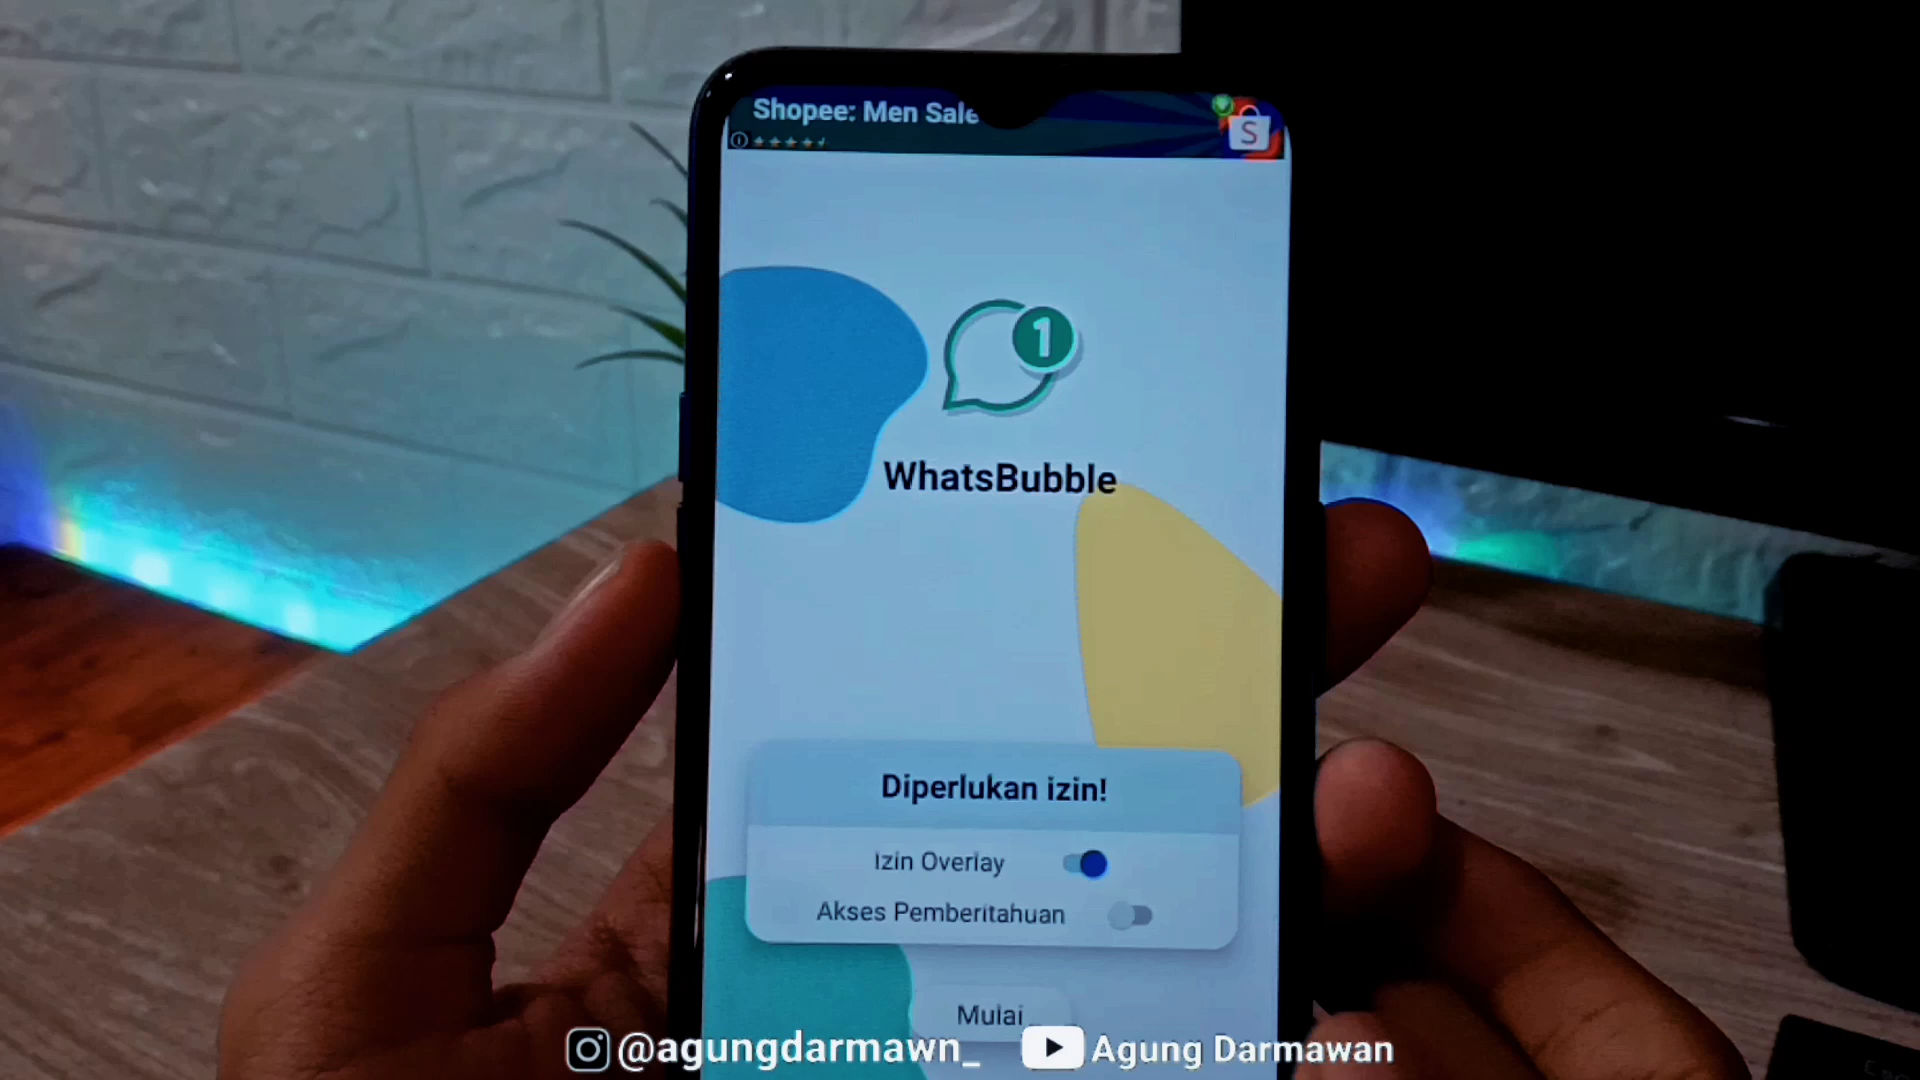 Shopee: Men Sale
S
1
WhatsBubble
Diperlukan izin!
Izin Overlay
Akses Pemberitahuan
Mulai
@agungdarmawn_
Agung Darmawan